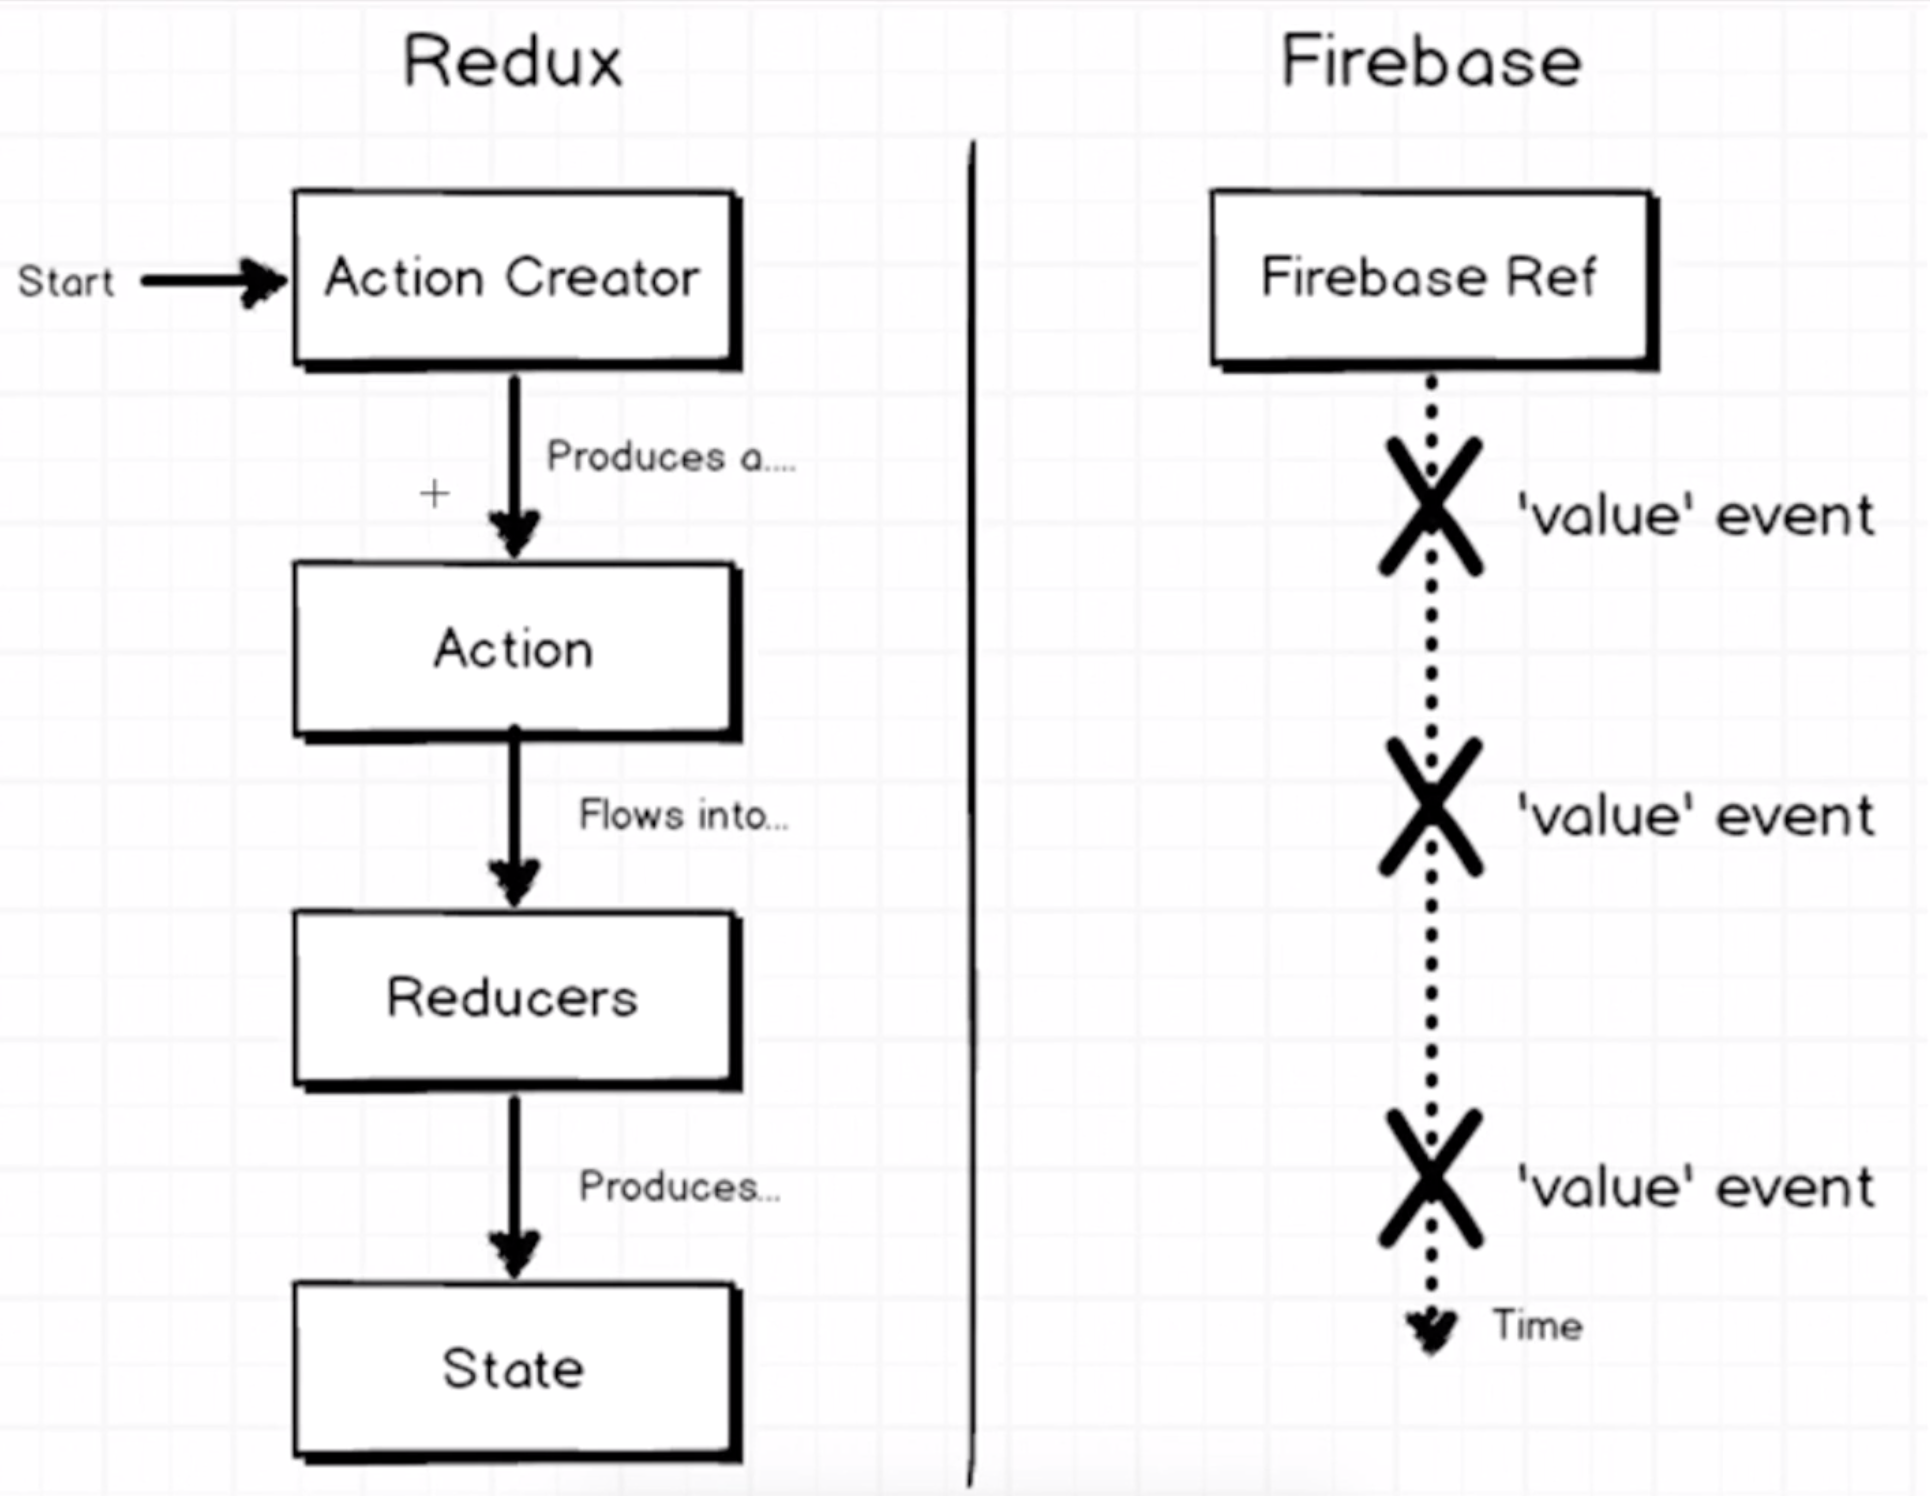 Redux
Start
Action Creator
Produces a....
Action
Flows into...
Reducers
Produces...
State
Firebase
Firebase Ref
'value' event
'value' event
'value' event
Time